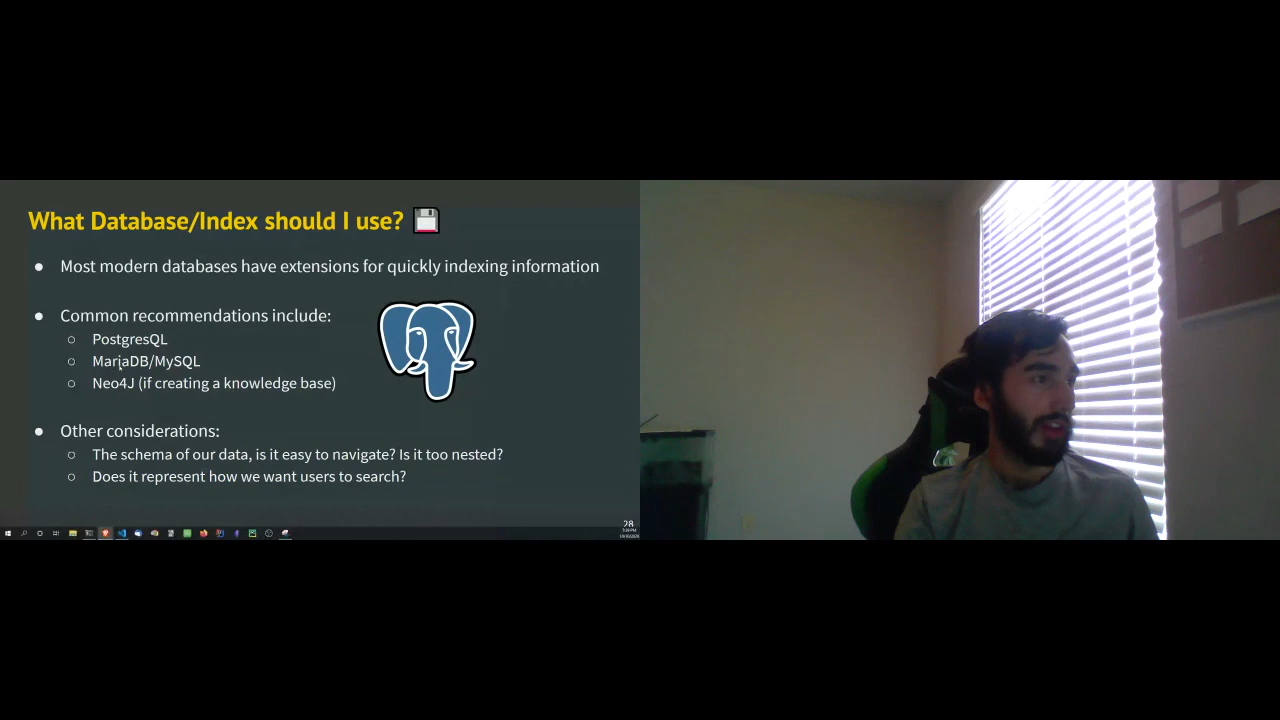 What Database/Index should I use?
● Most modern databases have extensions for quickly indexing information
● Common recommendations include:
○ PostgresQL
○ MariaDB/MySQL
○ Neo4J (if creating a knowledge base)
● Other considerations:
○ The schema of our data, is it easy to navigate? Is it too nested?
○ Does it represent how we want users to search?
28